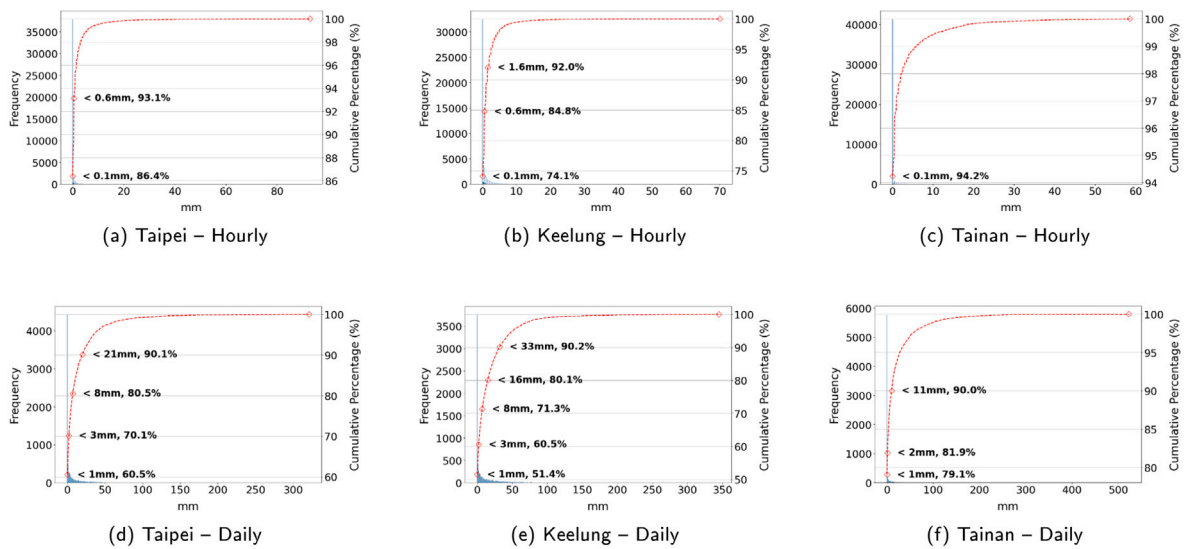 35000
30000
25000
20000
15000
10000
5000
0
Frequency
100
98
96
94
92
90
88
86
Cumulative Percentage (%)
< 0.6mm, 93.1%
< 0.1mm, 86.4%
0 20 40 60 80
mm
(a) Taipei – Hourly
30000
25000
20000
15000
10000
5000
0
Frequency
100
95
90
85
80
75
Cumulative Percentage (%)
< 1.6mm, 92.0%
< 0.6mm, 84.8%
< 0.1mm, 74.1%
0 10 20 30 40 50 60 70
mm
(b) Keelung – Hourly
40000
30000
20000
10000
0
Frequency
100
99
98
97
96
95
94
Cumulative Percentage (%)
< 0.1mm, 94.2%
0 10 20 30 40 50 60
mm
(c) Tainan – Hourly
4000
3000
2000
1000
0
Frequency
100
90
80
70
60
Cumulative Percentage (%)
< 21mm, 90.1%
< 8mm, 80.5%
< 3mm, 70.1%
< 1mm, 60.5%
0 50 100 150 200 250 300
mm
(d) Taipei – Daily
3500
3000
2500
2000
1500
1000
500
0
Frequency
100
90
80
70
60
50
Cumulative Percentage (%)
< 33mm, 90.2%
< 16mm, 80.1%
< 8mm, 71.3%
< 3mm, 60.5%
< 1mm, 51.4%
0 50 100 150 200 250 300 350
mm
(e) Keelung – Daily
6000
5000
4000
3000
2000
1000
0
Frequency
100
95
90
85
80
Cumulative Percentage (%)
< 11mm, 90.0%
< 2mm, 81.9%
< 1mm, 79.1%
0 100 200 300 400 500
mm
(f) Tainan – Daily